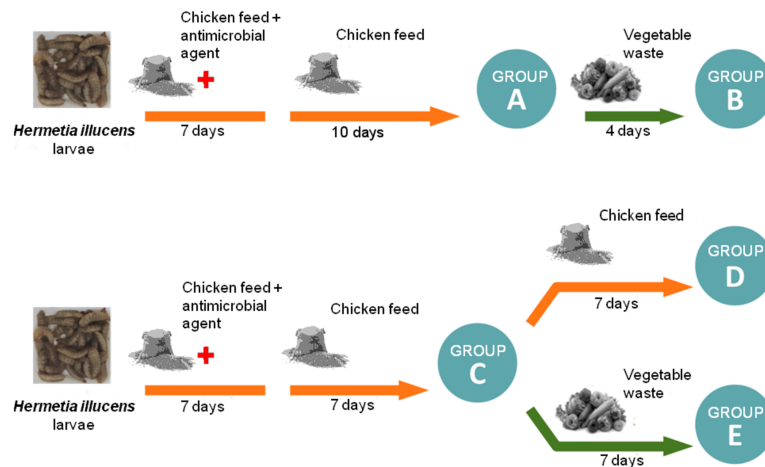 Chicken feed +
antimicrobial
agent
Chicken feed
Vegetable
waste
GROUP
A
GROUP
B
Hermetia illucens
larvae
7 days
10 days
4 days
Chicken feed
GROUP
D
7 days
Chicken feed +
antimicrobial
agent
Chicken feed
GROUP
C
Vegetable
waste
Hermetia illucens
larvae
7 days
7 days
GROUP
E
7 days